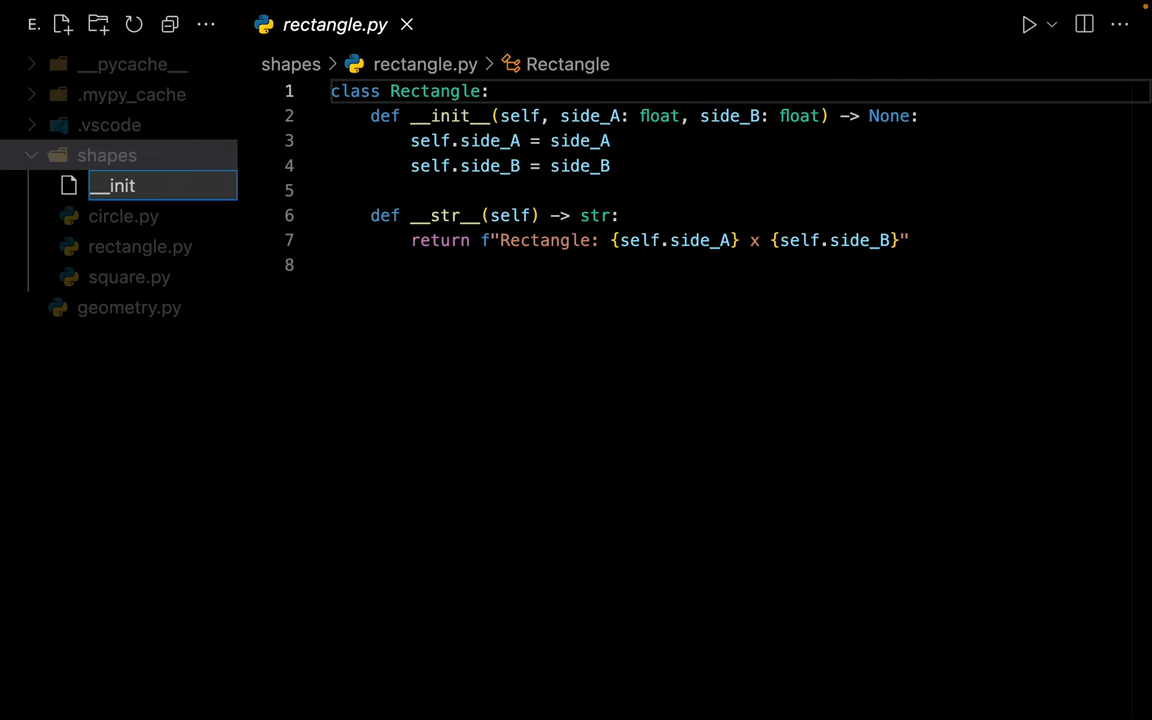 E. ···
rectangle.py ×
···
__pycache__
.mypy_cache
.vscode
shapes
__init
circle.py
rectangle.py
square.py
geometry.py
shapes > rectangle.py > Rectangle
1 class Rectangle:
2 def __init__(self, side_A: float, side_B: float) -> None:
3 self.side_A = side_A
4 self.side_B = side_B
5
6 def __str__(self) -> str:
7 return f"Rectangle: {self.side_A} x {self.side_B}"
8